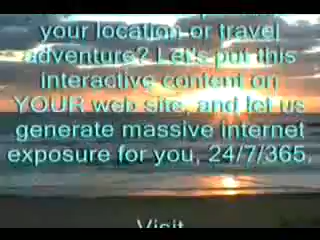 your location or travel
adventure? Let's put this
interactive content on
YOUR web site, and let us
generate massive internet
exposure for you, 24/7/365.
Visit